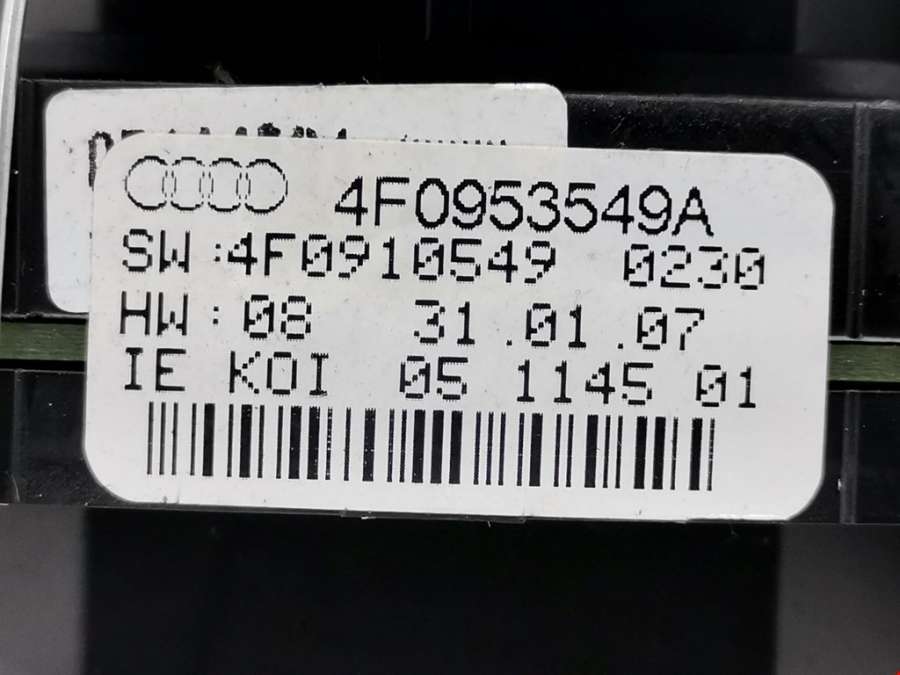 4F0953549A
SW :4F0910549 0230
HW : 08 31.01.07
IE KOI 05 1145 01